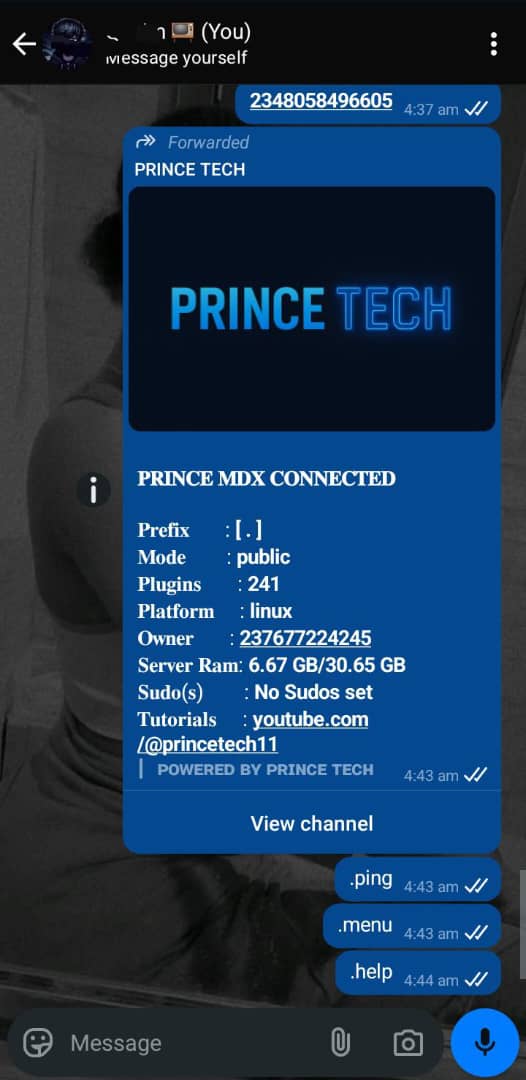 (You)
Message yourself
2348058496605 4:37 am
Forwarded
PRINCE TECH
PRINCE TECH
PRINCE MDX CONNECTED
Prefix : [ . ]
Mode : public
Plugins : 241
Platform : linux
Owner : 237677224245
Server Ram: 6.67 GB/30.65 GB
Sudo(s) : No Sudos set
Tutorials : youtube.com
/@princetech11
POWERED BY PRINCE TECH 4:43 am
View channel
.ping 4:43 am
.menu 4:43 am
.help 4:44 am
Message